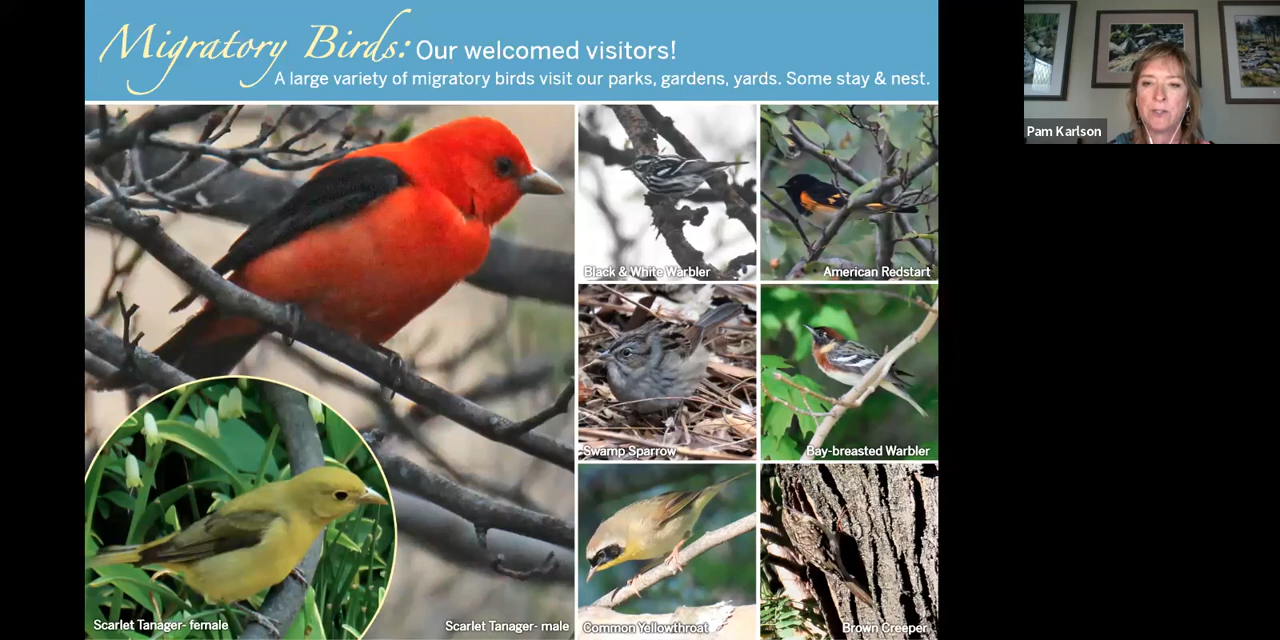 Migratory Birds: Our welcomed visitors!
A large variety of migratory birds visit our parks, gardens, yards. Some stay & nest.
Pam Karlson
Black & White Warbler
American Redstart
Swamp Sparrow
Bay-breasted Warbler
Scarlet Tanager- female
Scarlet Tanager- male
Common Yellowthroat
Brown Creeper